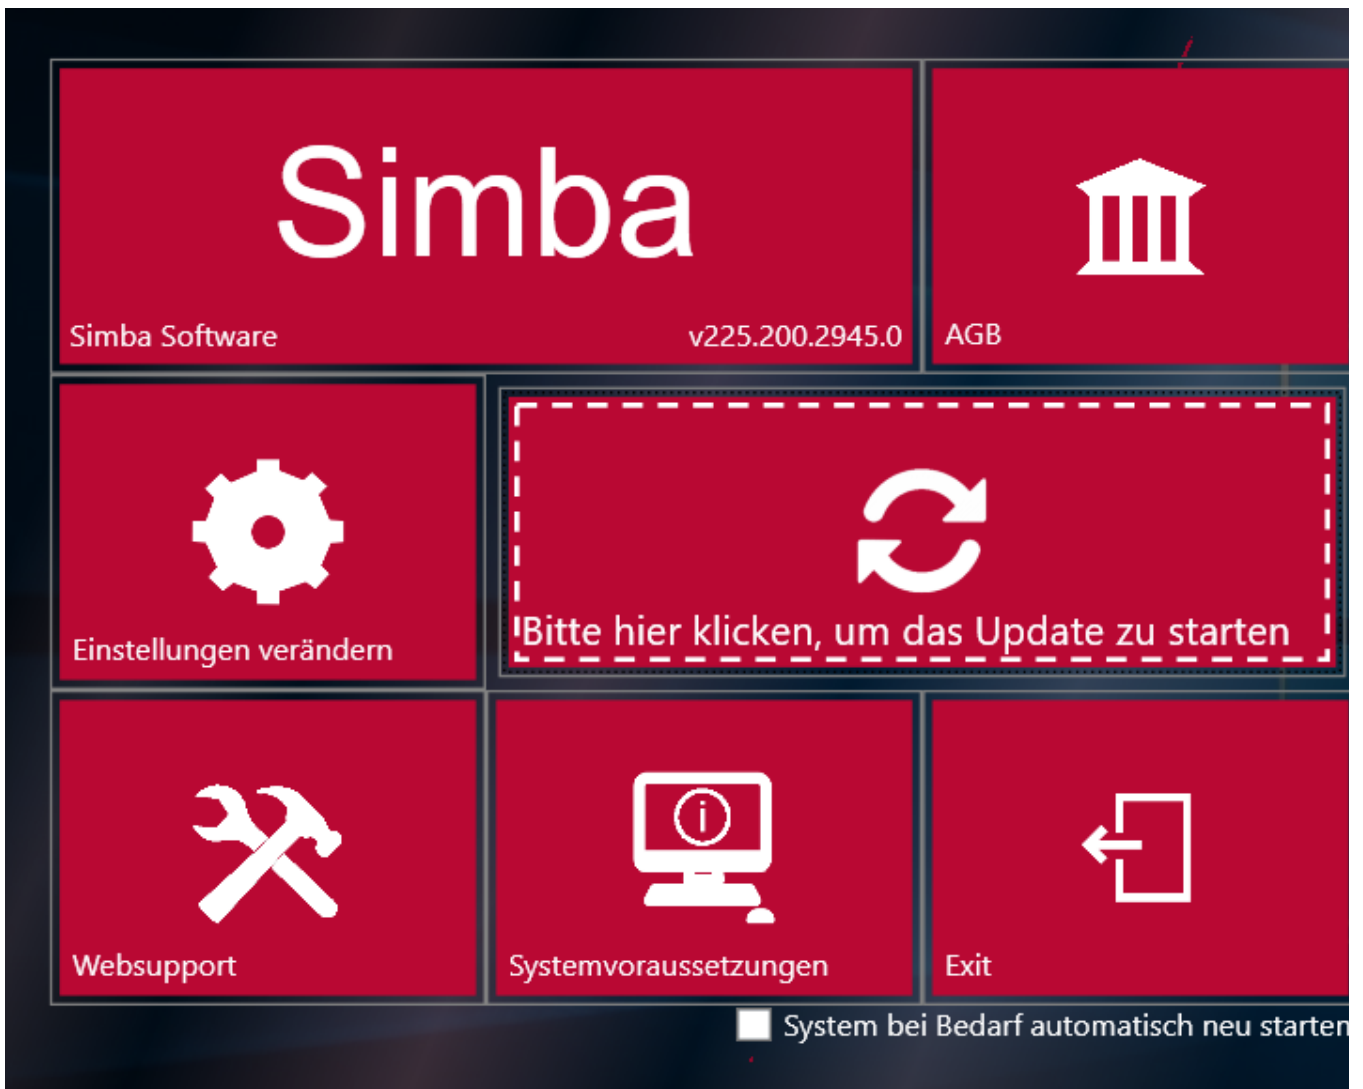 Simba
Simba Software
v225.200.2945.0
AGB
Einstellungen verändern
Bitte hier klicken, um das Update zu starten
Websupport
i
Systemvoraussetzungen
Exit
System bei Bedarf automatisch neu starten